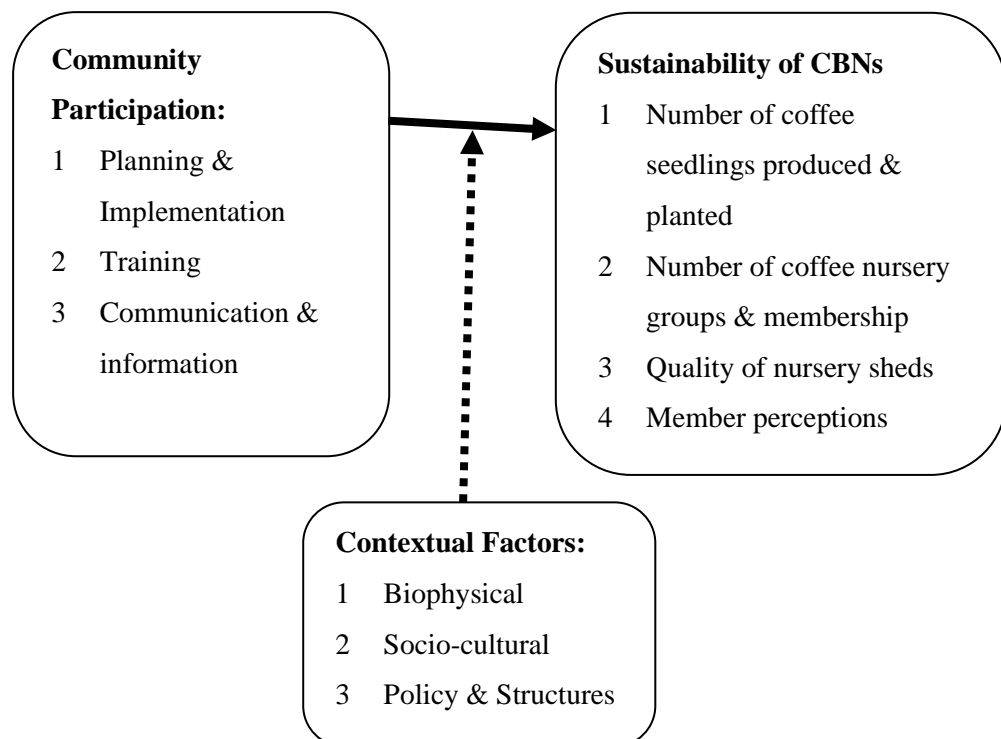 Community
Participation:
1 Planning &
Implementation
2 Training
3 Communication &
information
Sustainability of CBNs
1 Number of coffee
seedlings produced &
planted
2 Number of coffee nursery
groups & membership
3 Quality of nursery sheds
4 Member perceptions
Contextual Factors:
1 Biophysical
2 Socio-cultural
3 Policy & Structures